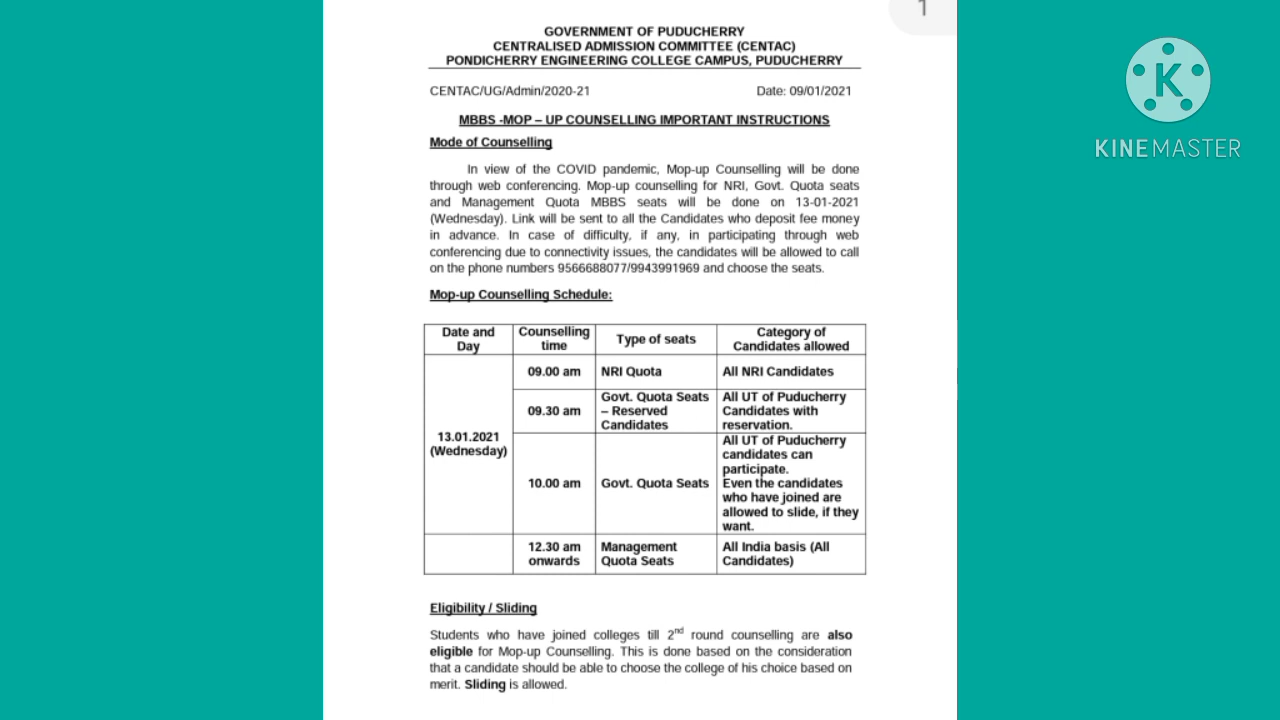 1
GOVERNMENT OF PUDUCHERRY
CENTRALISED ADMISSION COMMITTEE (CENTAC)
PONDICHERRY ENGINEERING COLLEGE CAMPUS, PUDUCHERRY
CENTAC/UG/Admin/2020-21 Date: 09/01/2021
MBBS -MOP – UP COUNSELLING IMPORTANT INSTRUCTIONS
Mode of Counselling
In view of the COVID pandemic, Mop-up Counselling will be done
through web conferencing. Mop-up counselling for NRI, Govt. Quota seats
and Management Quota MBBS seats will be done on 13-01-2021
(Wednesday). Link will be sent to all the Candidates who deposit fee money
in advance. In case of difficulty, if any, in participating through web
conferencing due to connectivity issues, the candidates will be allowed to call
on the phone numbers 9566688077/9943991969 and choose the seats.
Mop-up Counselling Schedule:
Date and
Day
Counselling
time
Type of seats
Category of
Candidates allowed
13.01.2021
(Wednesday)
09.00 am
NRI Quota
All NRI Candidates
09.30 am
Govt. Quota Seats
– Reserved
Candidates
All UT of Puducherry
Candidates with
reservation.
10.00 am
Govt. Quota Seats
All UT of Puducherry
candidates can
participate.
Even the candidates
who have joined are
allowed to slide, if they
want.
12.30 am
onwards
Management
Quota Seats
All India basis (All
Candidates)
Eligibility / Sliding
Students who have joined colleges till 2nd round counselling are also
eligible for Mop-up Counselling. This is done based on the consideration
that a candidate should be able to choose the college of his choice based on
merit. Sliding is allowed.
K
KINEMASTER